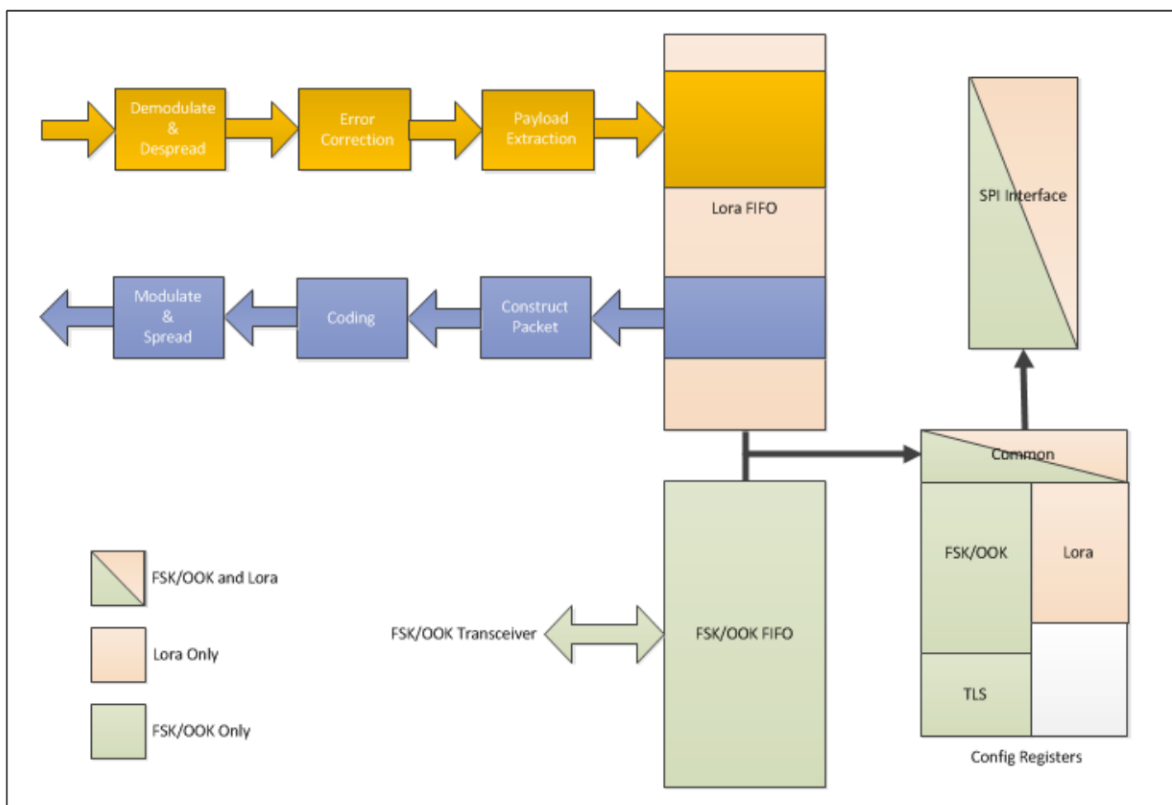 Demodulate
&
Despread
Error
Correction
Payload
Extraction
Lora FIFO
SPI Interface
Modulate
&
Spread
Coding
Construct
Packet
Common
FSK/OOK
Lora
TLS
Config Registers
FSK/OOK and Lora
Lora Only
FSK/OOK Only
FSK/OOK Transceiver
FSK/OOK FIFO